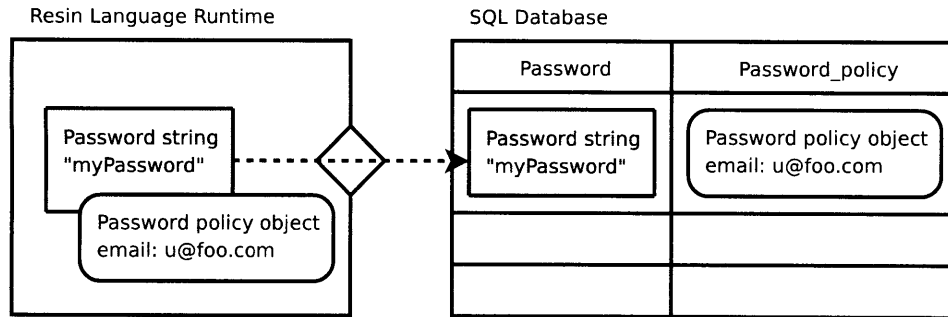 Resin Language Runtime
Password string
"myPassword"
Password policy object
email: u@foo.com
SQL Database
Password Password_policy
Password string
"myPassword"
Password policy object
email: u@foo.com